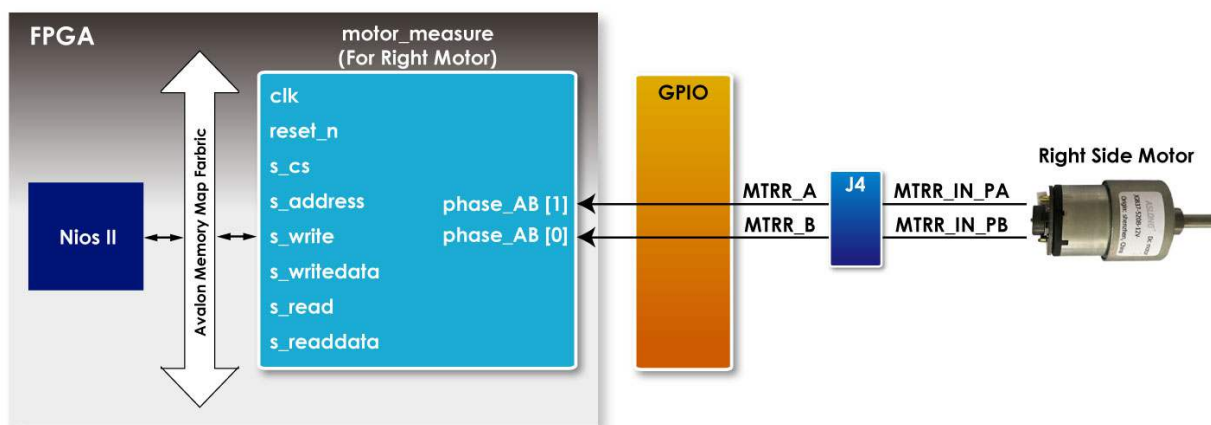 FPGA
motor_measure
(For Right Motor)
clk
reset_n
s_cs
s_address
s_write
s_writedata
s_read
s_readdata
phase_AB [1]
phase_AB [0]
Nios II
Avalon Memory Map Farbric
GPIO
MTRR_A
MTRR_B
J4
MTRR_IN_PA
MTRR_IN_PB
Right Side Motor